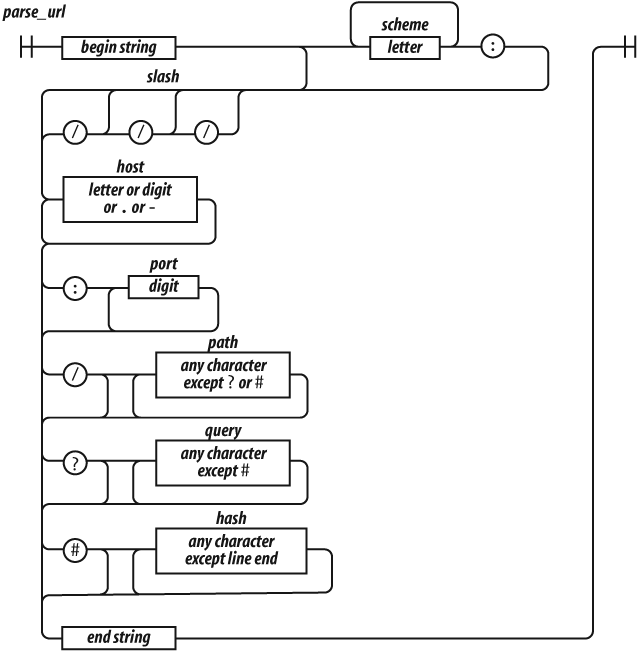 parse_url
scheme
begin string
letter
:
slash
/ / /
host
letter or digit
or . or -
port
:
digit
path
/
any character
except ? or #
query
?
any character
except #
hash
#
any character
except line end
end string